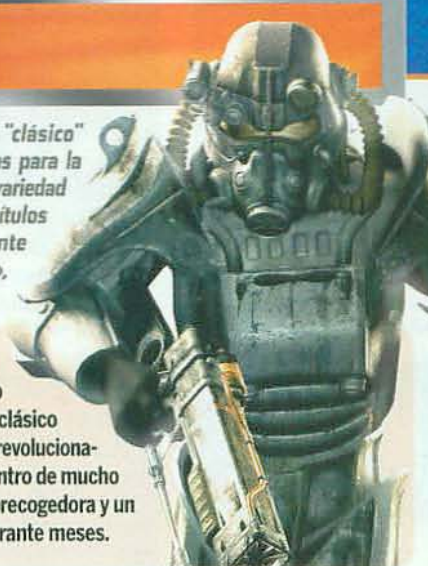 "clásico"
s para la
variedad
ítulos
nte
clásico
revoluciona-
ntro de mucho
recogedora y un
rante meses.